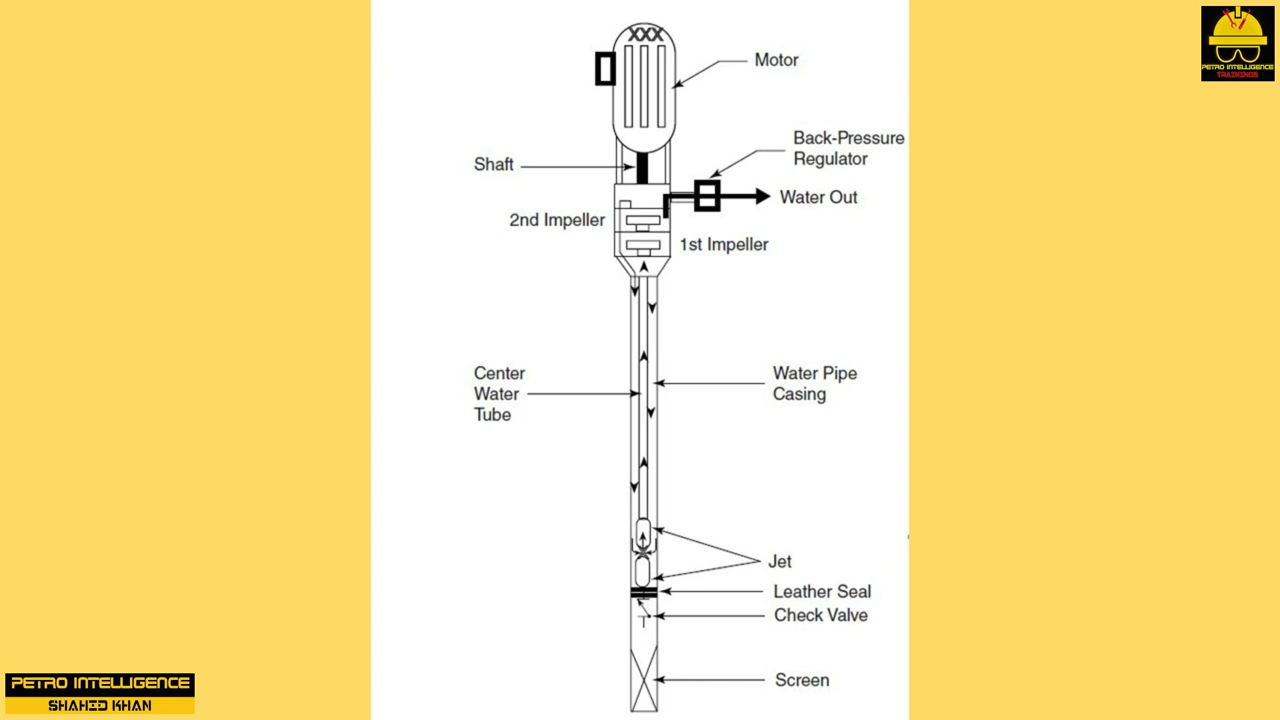 XXX
Motor
Back-Pressure
Regulator
Shaft
Water Out
2nd Impeller
1st Impeller
Center
Water
Tube
Water Pipe
Casing
Jet
Leather Seal
Check Valve
Screen
PETRO INTELLIGENCE
TRAININGS
PETRO INTELLIGENCE
SHAHID KHAN